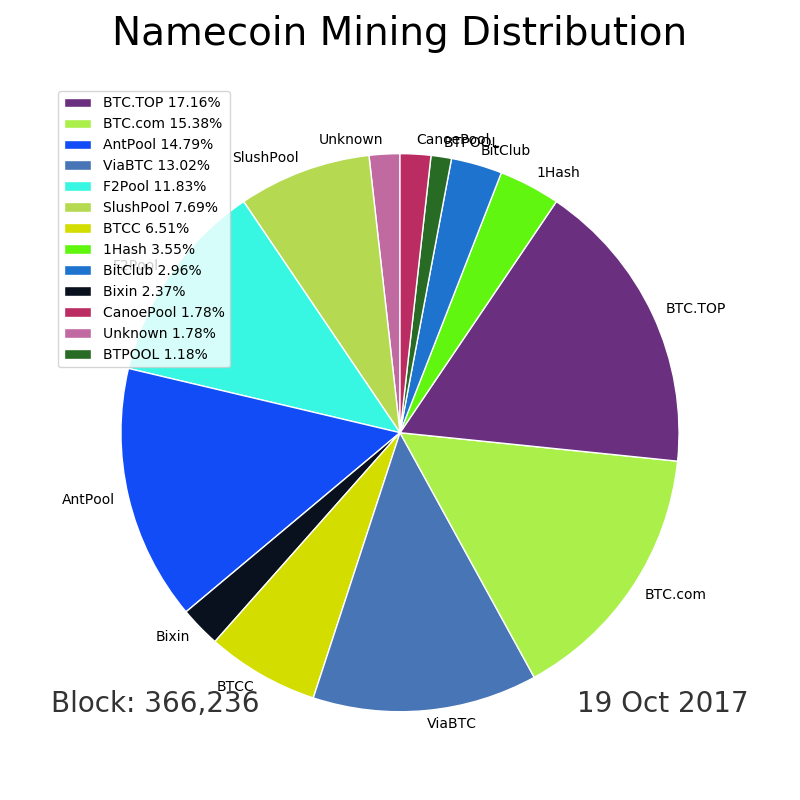 Namecoin Mining Distribution
BTC.TOP 17.16%
BTC.com 15.38%
AntPool 14.79%
ViaBTC 13.02%
F2Pool 11.83%
SlushPool 7.69%
BTCC 6.51%
1Hash 3.55%
BitClub 2.96%
Bixin 2.37%
CanoePool 1.78%
Unknown 1.78%
BTPOOL 1.18%
Unknown
CanoePool
BTPOOL
BitClub
SlushPool
1Hash
F2Pool
BTC.TOP
AntPool
BTC.com
Bixin
BTCC
ViaBTC
Block: 366,236
19 Oct 2017